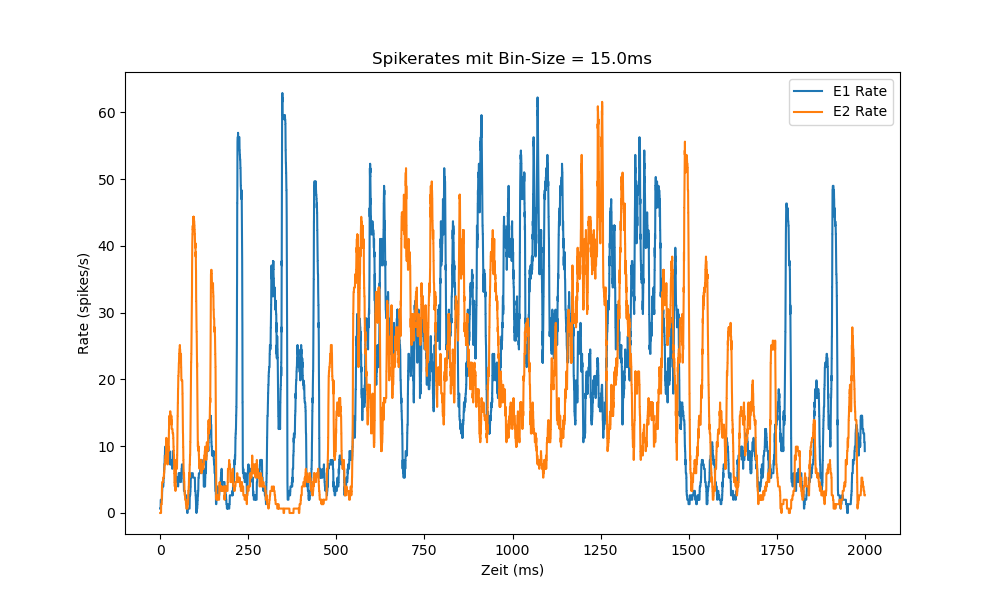 Spikerates mit Bin-Size = 15.0ms
E1 Rate
E2 Rate
60
50
40
30
20
10
0
Rate (spikes/s)
0 250 500 750 1000 1250 1500 1750 2000
Zeit (ms)